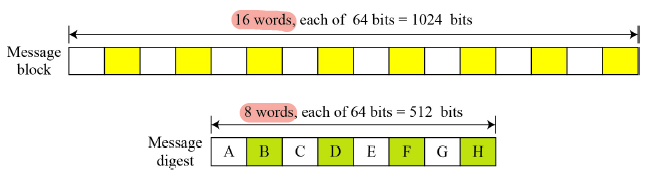 16 words, each of 64 bits = 1024 bits
Message
block
8 words, each of 64 bits = 512 bits
Message
digest
A B C D E F G H